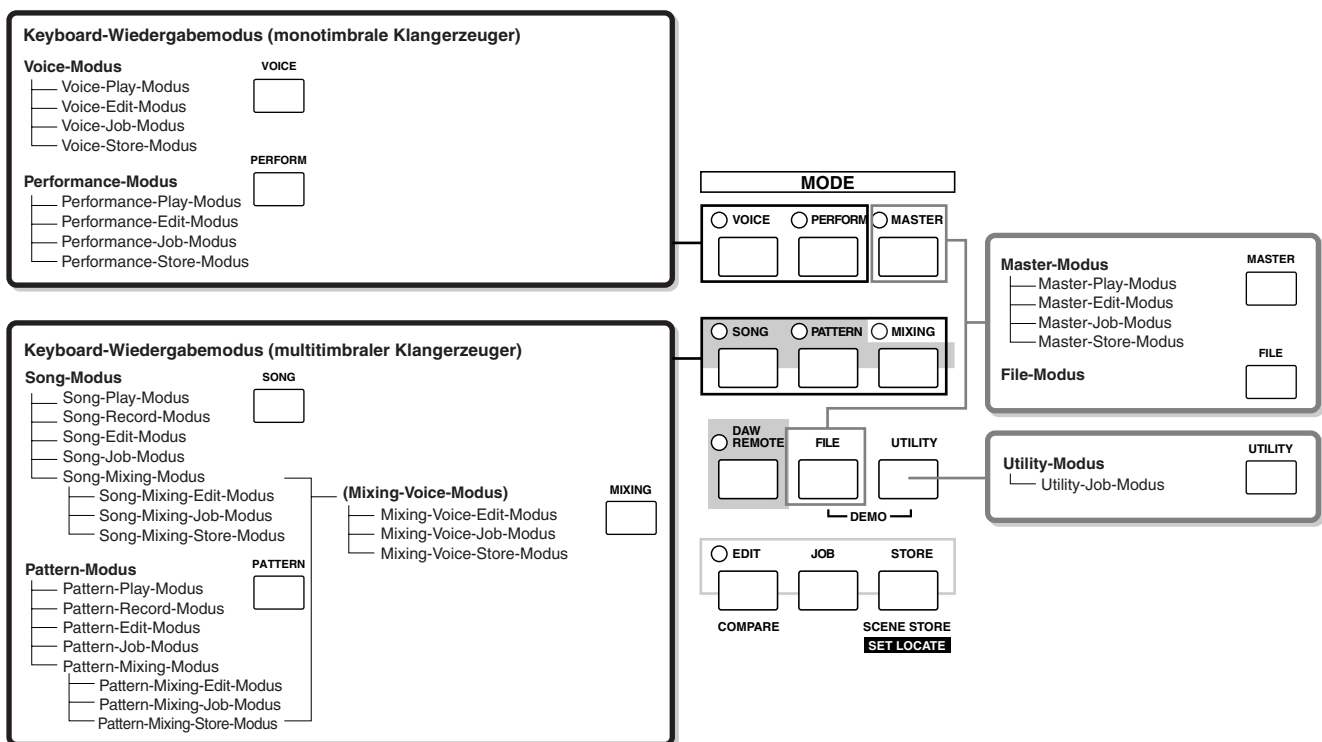 Keyboard-Wiedergabemodus (monotimbrale Klangerzeuger)
Voice-Modus
VOICE
Voice-Play-Modus
Voice-Edit-Modus
Voice-Job-Modus
Voice-Store-Modus
PERFORM
Performance-Modus
Performance-Play-Modus
Performance-Edit-Modus
Performance-Job-Modus
Performance-Store-Modus
Keyboard-Wiedergabemodus (multitimbraler Klangerzeuger)
Song-Modus
SONG
Song-Play-Modus
Song-Record-Modus
Song-Edit-Modus
Song-Job-Modus
Song-Mixing-Modus
Song-Mixing-Edit-Modus
Song-Mixing-Job-Modus
Song-Mixing-Store-Modus
(Mixing-Voice-Modus)
MIXING
Mixing-Voice-Edit-Modus
Mixing-Voice-Job-Modus
Mixing-Voice-Store-Modus
Pattern-Modus
PATTERN
Pattern-Play-Modus
Pattern-Record-Modus
Pattern-Edit-Modus
Pattern-Job-Modus
Pattern-Mixing-Modus
Pattern-Mixing-Edit-Modus
Pattern-Mixing-Job-Modus
Pattern-Mixing-Store-Modus
MODE
VOICE PERFORM MASTER
SONG PATTERN MIXING
DAW
REMOTE FILE UTILITY
DEMO
EDIT JOB STORE
COMPARE SCENE STORE
SET LOCATE
Master-Modus
MASTER
Master-Play-Modus
Master-Edit-Modus
Master-Job-Modus
Master-Store-Modus
FILE
File-Modus
UTILITY
Utility-Modus
Utility-Job-Modus